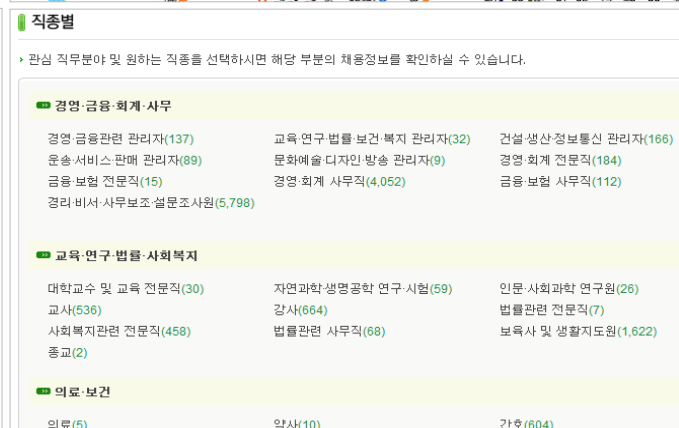 직종별
관심 직무분야 및 원하는 직종을 선택하시면 해당 부분의 채용정보를 확인하실 수 있습니다.
경영·금융·회계·사무
경영·금융관련 관리자(137) 교육·연구·법률·보건·복지 관리자(32) 건설·생산·정보통신 관리자(166)
운송·서비스·판매 관리자(89) 문화예술·디자인·방송 관리자(9) 경영·회계 전문직(184)
금융·보험 전문직(15) 경영·회계 사무직(4,052) 금융·보험 사무직(112)
경리·비서·사무보조·설문조사원(5,798)
교육·연구·법률·사회복지
대학교수 및 교육 전문직(30) 자연과학·생명공학 연구·시험(59) 인문·사회과학 연구원(26)
교사(536) 강사(664) 법률관련 전문직(7)
사회복지관련 전문직(458) 법률관련 사무직(68) 보육사 및 생활지도원(1,622)
종교(2)
의료·보건
의료(5) 약사(10) 간호(604)